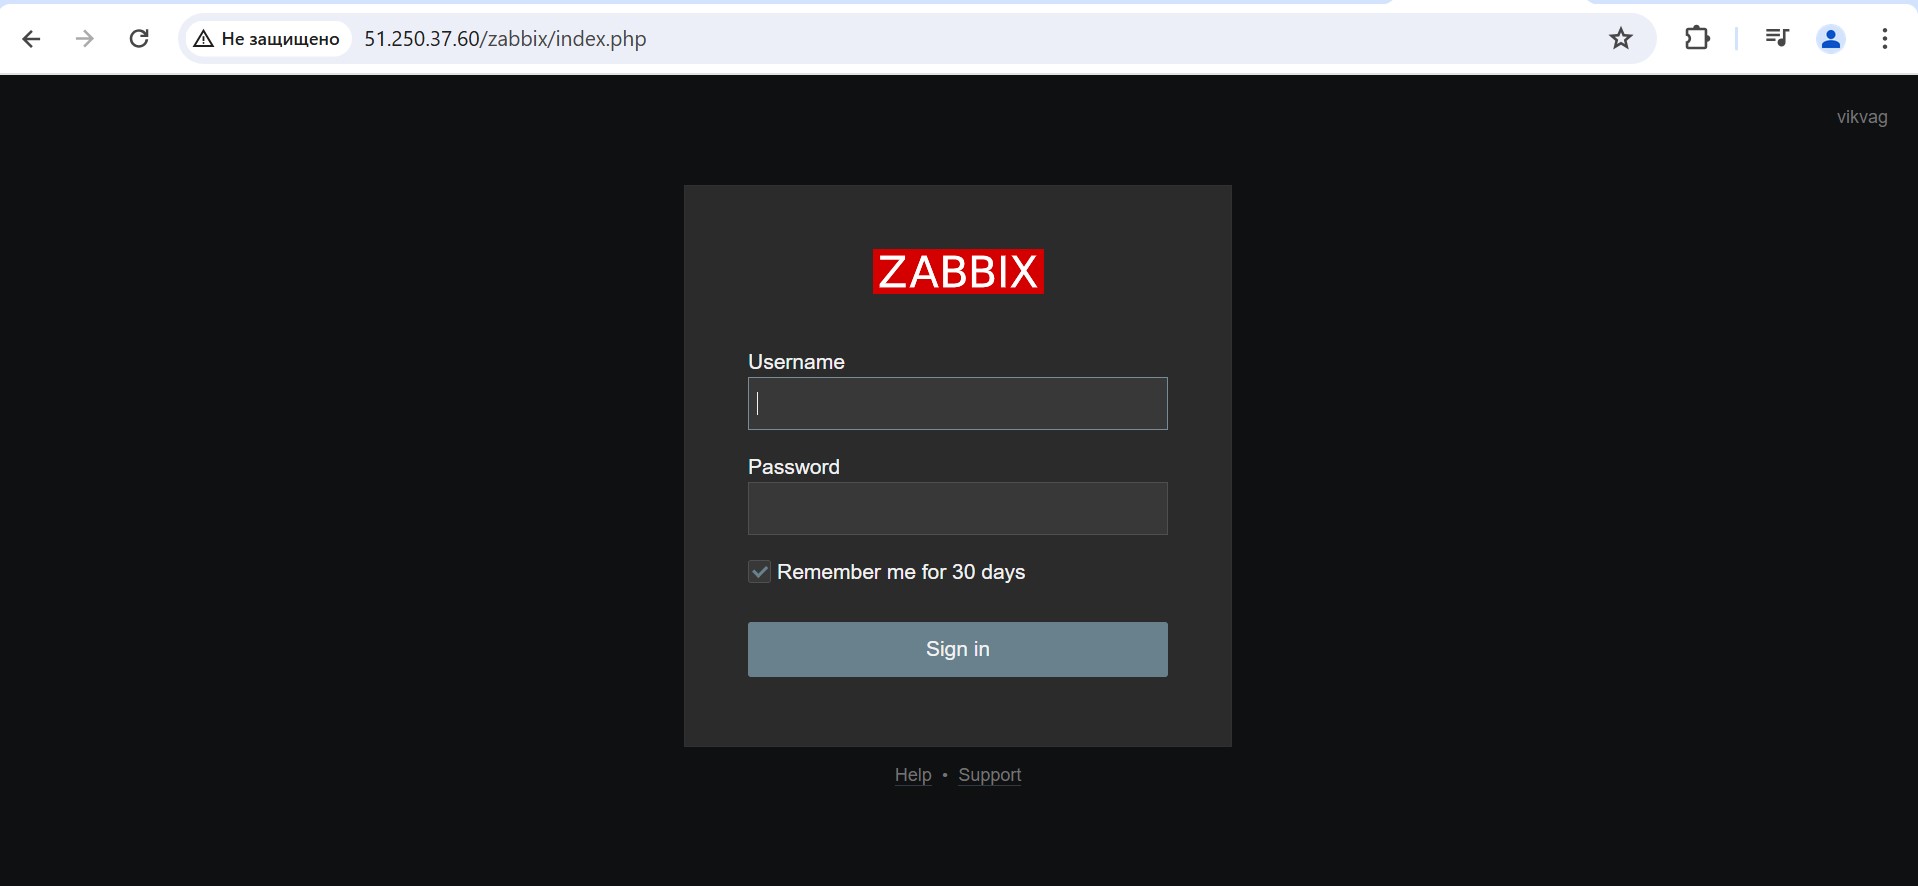 Не защищено 51.250.37.60/zabbix/index.php
vikvag
ZABBIX
Username
Password
Remember me for 30 days
Sign in
Help • Support